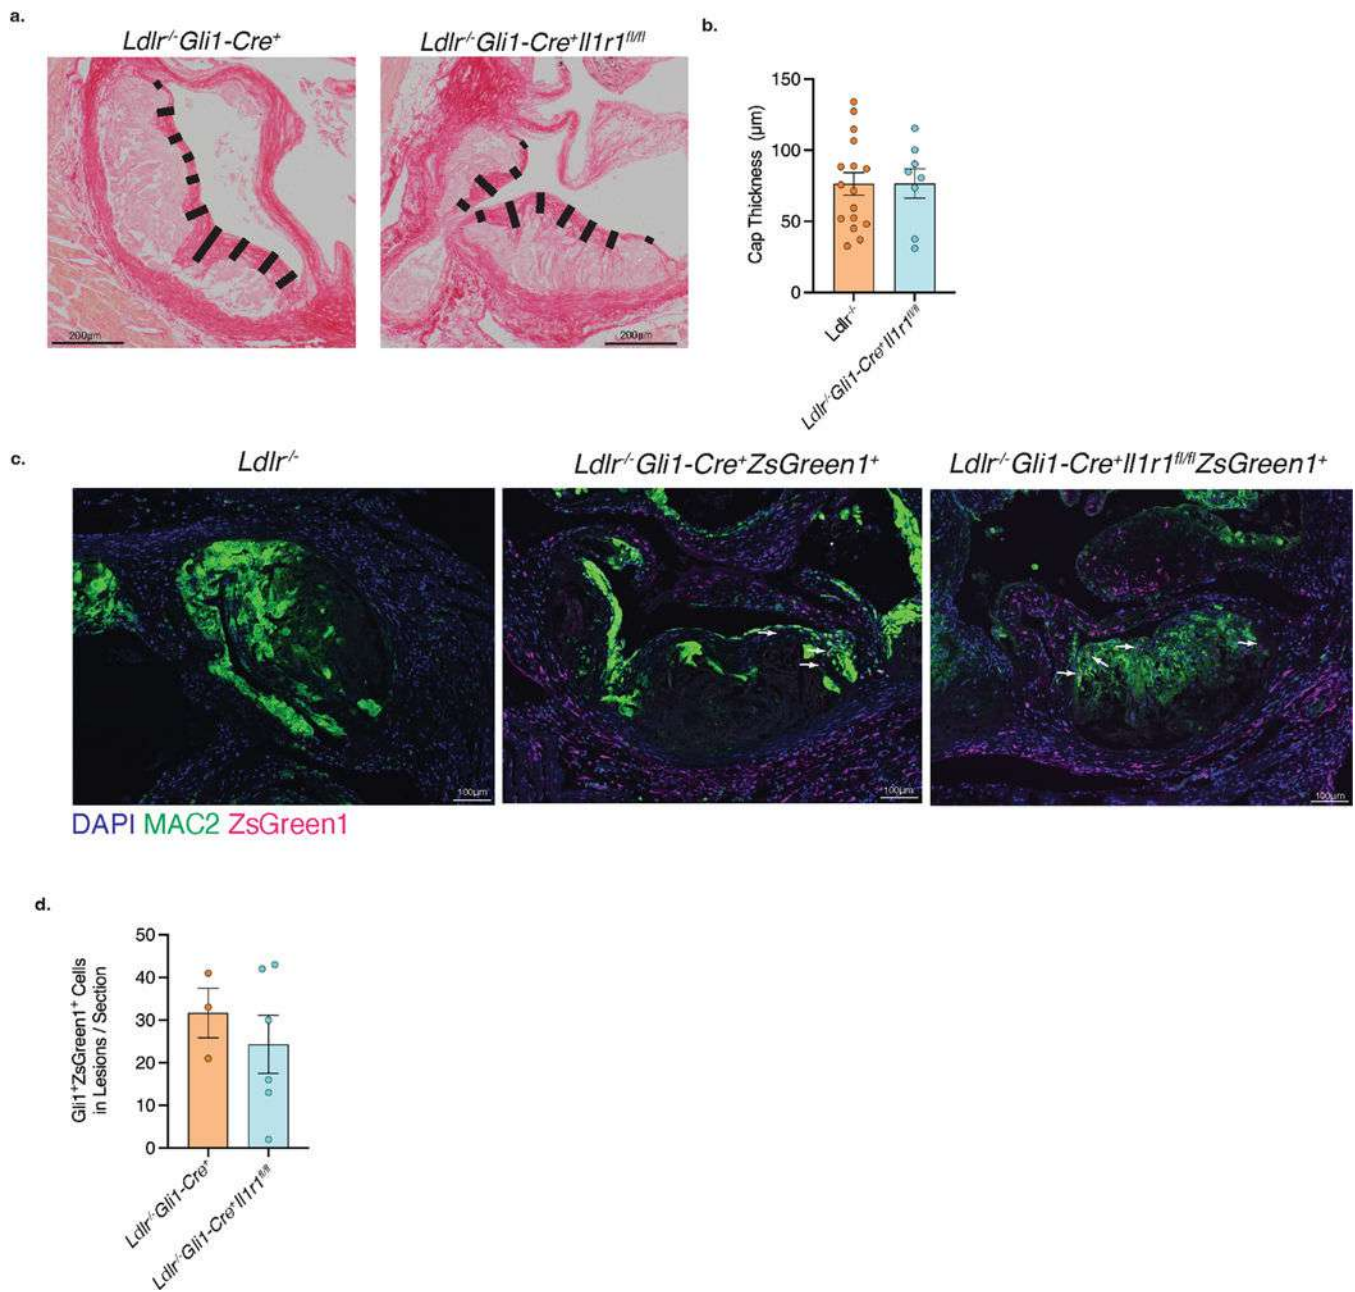 a.
Ldlr⁻/⁻Gli1-Cre⁺
Ldlr⁻/⁻Gli1-Cre⁺Il1r1ᶠˡ/ᶠˡ
200µm
200µm
b.
150
100
50
0
Cap Thickness (µm)
Ldlr⁻/⁻
Ldlr⁻/⁻Gli1-Cre⁺Il1r1ᶠˡ/ᶠˡ
c.
Ldlr⁻/⁻
Ldlr⁻/⁻Gli1-Cre⁺ZsGreen1⁺
Ldlr⁻/⁻Gli1-Cre⁺Il1r1ᶠˡ/ᶠˡZsGreen1⁺
100µm
100µm
100µm
DAPI MAC2 ZsGreen1
d.
50
40
30
20
10
0
Gli1⁺ZsGreen1⁺ Cells
in Lesions / Section
Ldlr⁻/⁻Gli1-Cre⁺
Ldlr⁻/⁻Gli1-Cre⁺Il1r1ᶠˡ/ᶠˡ